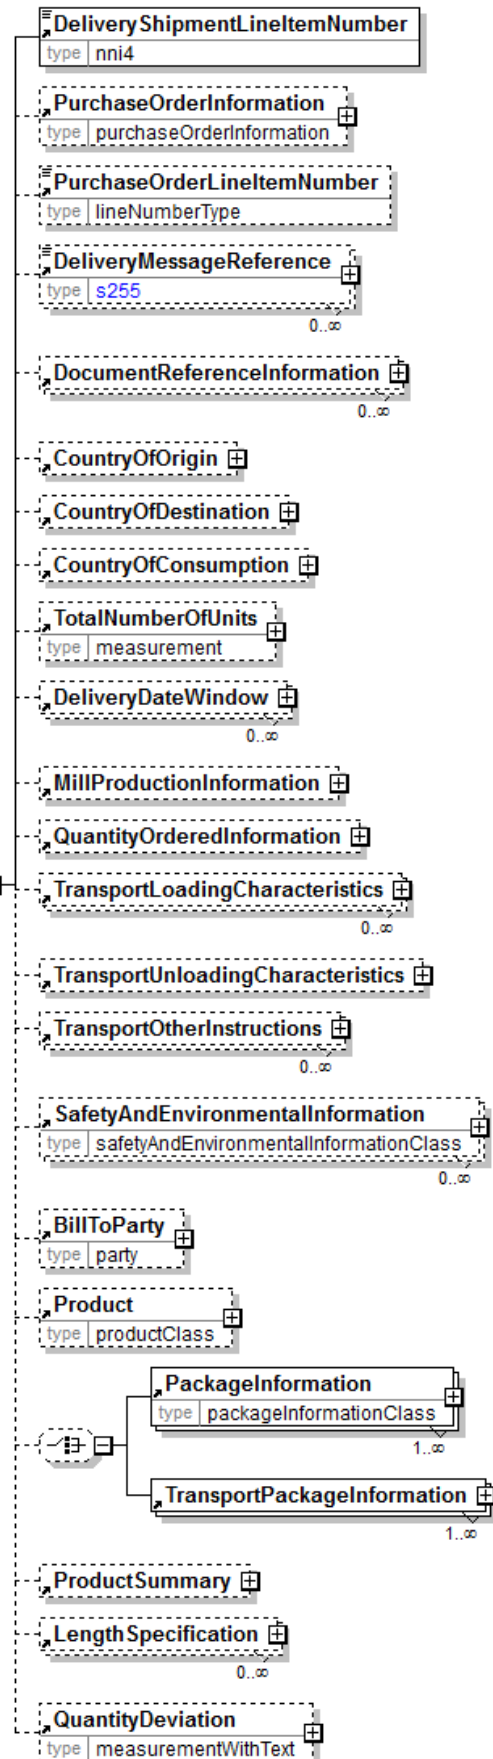 DeliveryShipmentLineItemNumber
type nni4
PurchaseOrderInformation
type purchaseOrderInformation
PurchaseOrderLineItemNumber
type lineNumberType
DeliveryMessageReference
type s255
0..∞
DocumentReferenceInformation
0..∞
CountryOfOrigin
CountryOfDestination
CountryOfConsumption
TotalNumberOfUnits
type measurement
DeliveryDateWindow
0..∞
MillProductionInformation
QuantityOrderedInformation
TransportLoadingCharacteristics
0..∞
TransportUnloadingCharacteristics
TransportOtherInstructions
0..∞
SafetyAndEnvironmentalInformation
type safetyAndEnvironmentalInformationClass
0..∞
BillToParty
type party
Product
type productClass
PackageInformation
type packageInformationClass
1..∞
TransportPackageInformation
1..∞
ProductSummary
LengthSpecification
0..∞
QuantityDeviation
type measurementWithText